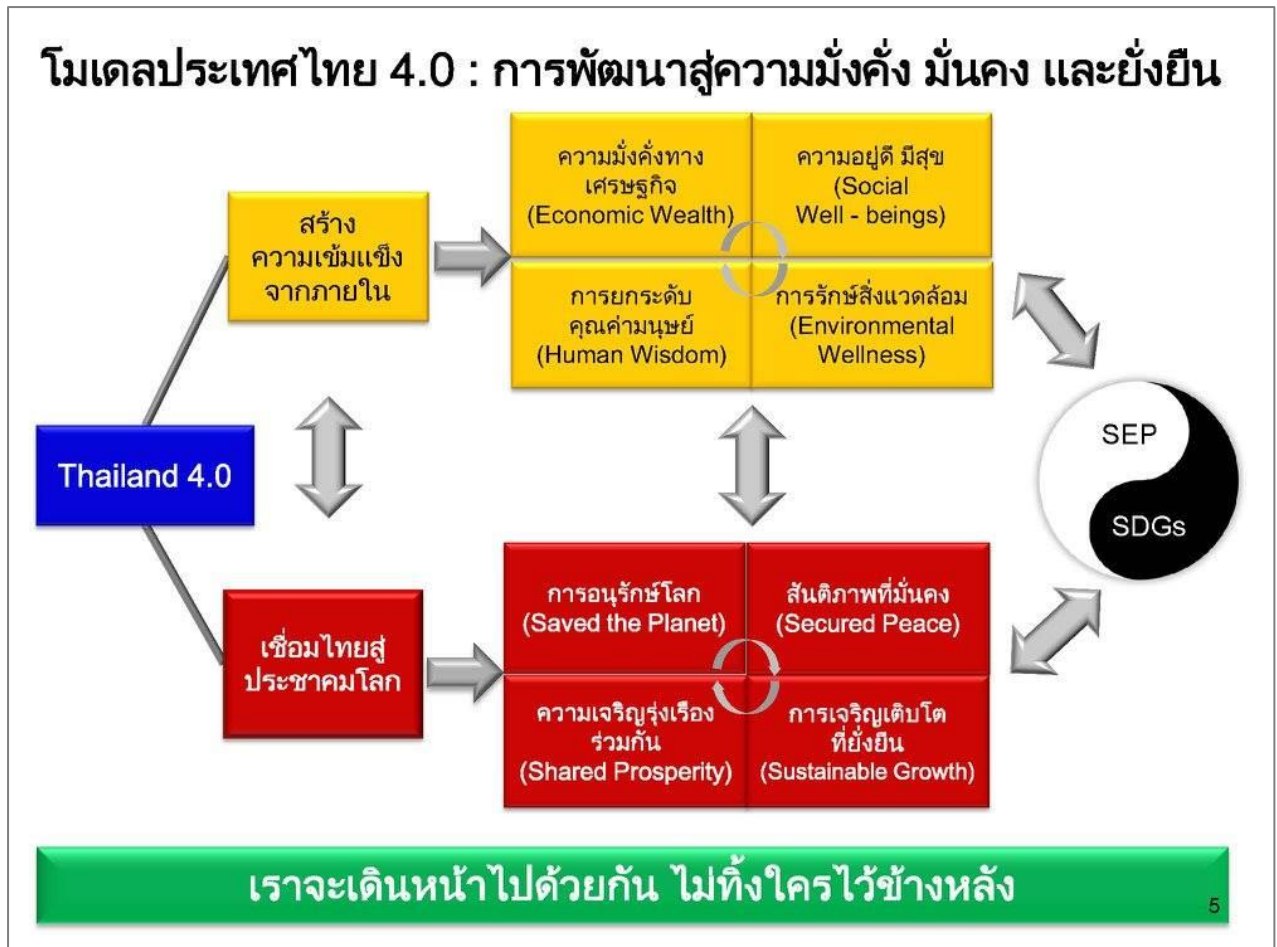 โมเดลประเทศไทย 4.0 : การพัฒนาสู่ความมั่งคั่ง มั่นคง และยั่งยืน
ความมั่งคั่งทาง
เศรษฐกิจ
(Economic Wealth)
ความอยู่ดี มีสุข
(Social
Well - beings)
สร้าง
ความเข้มแข็ง
จากภายใน
การยกระดับ
คุณค่ามนุษย์
(Human Wisdom)
การรักษ์สิ่งแวดล้อม
(Environmental
Wellness)
Thailand 4.0
SEP
SDGs
เชื่อมไทยสู่
ประชาคมโลก
การอนุรักษ์โลก
(Saved the Planet)
สันติภาพที่มั่นคง
(Secured Peace)
ความเจริญรุ่งเรือง
ร่วมกัน
(Shared Prosperity)
การเจริญเติบโต
ที่ยั่งยืน
(Sustainable Growth)
เราจะเดินหน้าไปด้วยกัน ไม่ทิ้งใครไว้ข้างหลัง
5